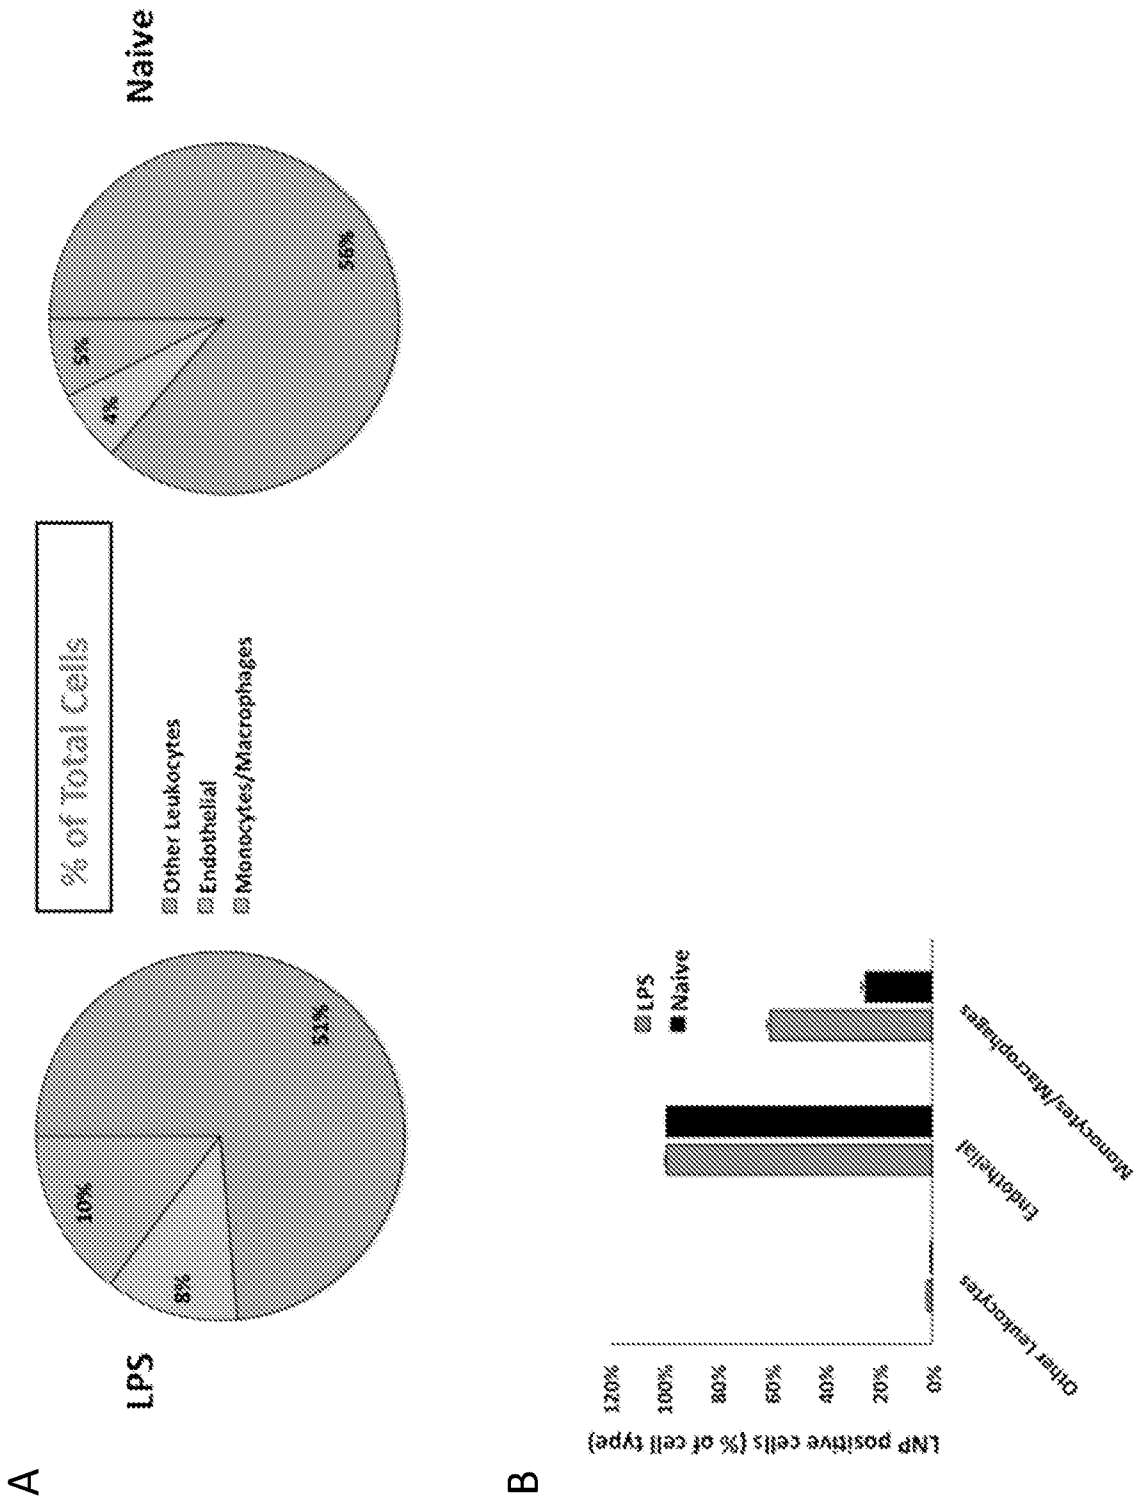 A
LPS
10%
8%
51%
% of Total Cells
Other Leukocytes
Endothelial
Monocytes/Macrophages
Naive
5%
4%
56%
B
LNP positive cells (% of cell type)
120%
100%
80%
60%
40%
20%
0%
LPS
Naive
Other Leukocytes
Endothelial
Monocytes/Macrophages